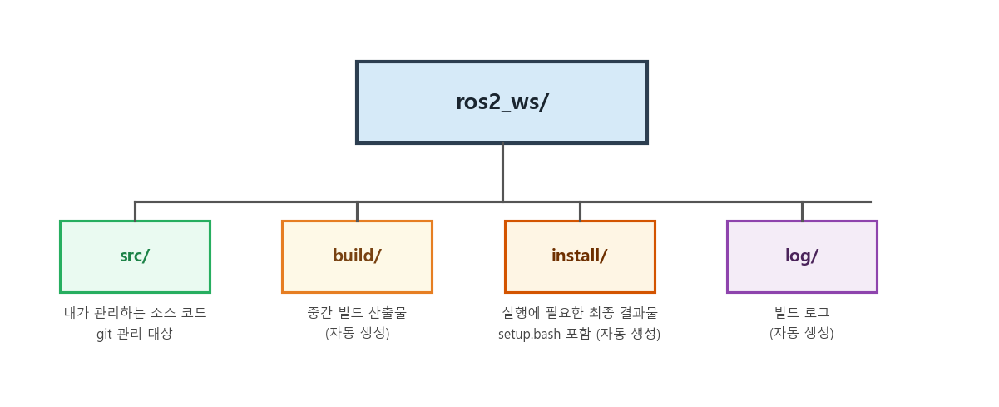 ros2_ws/
src/
build/
install/
log/
내가 관리하는 소스 코드
git 관리 대상
중간 빌드 산출물
(자동 생성)
실행에 필요한 최종 결과물
setup.bash 포함 (자동 생성)
빌드 로그
(자동 생성)